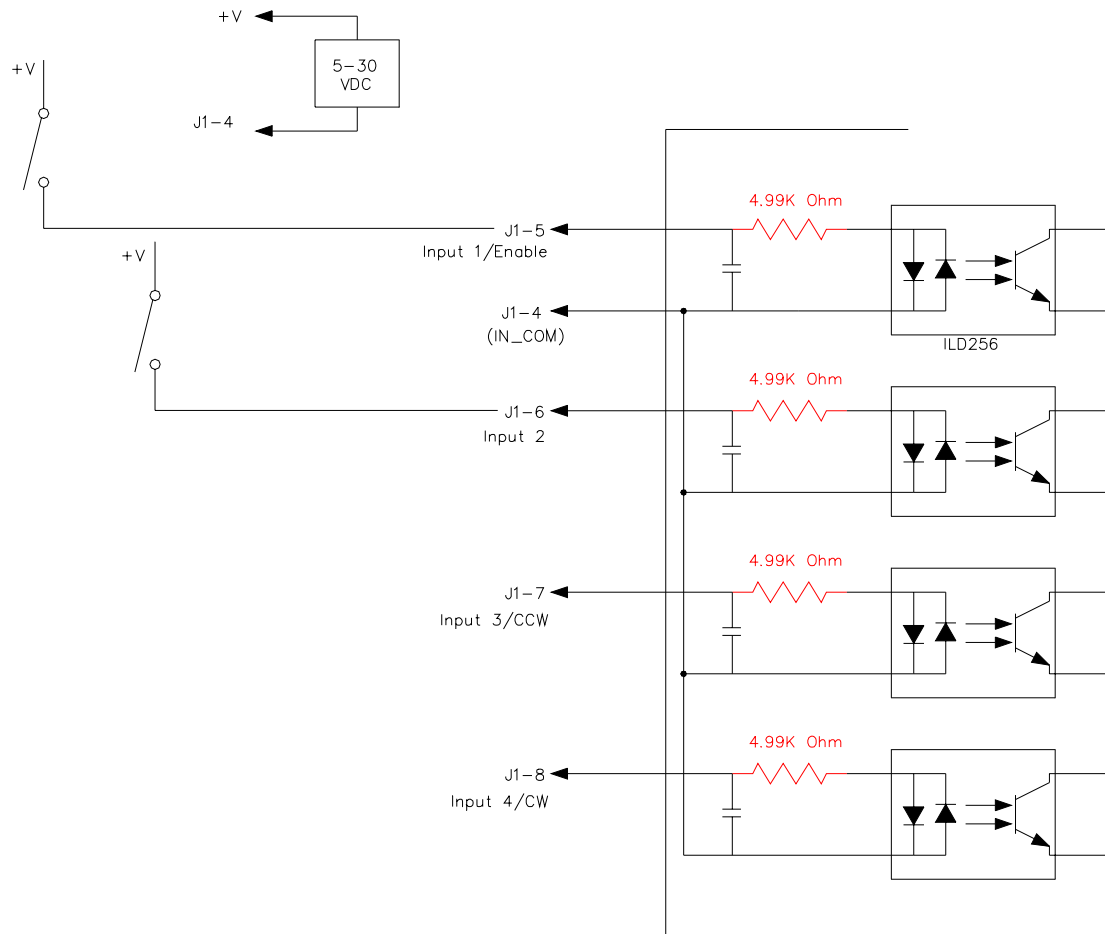 +V
5-30
VDC
+V
J1-4
4.99K Ohm
J1-5
Input 1/Enable
+V
J1-4
(IN_COM)
ILD256
4.99K Ohm
J1-6
Input 2
4.99K Ohm
J1-7
Input 3/CCW
4.99K Ohm
J1-8
Input 4/CW